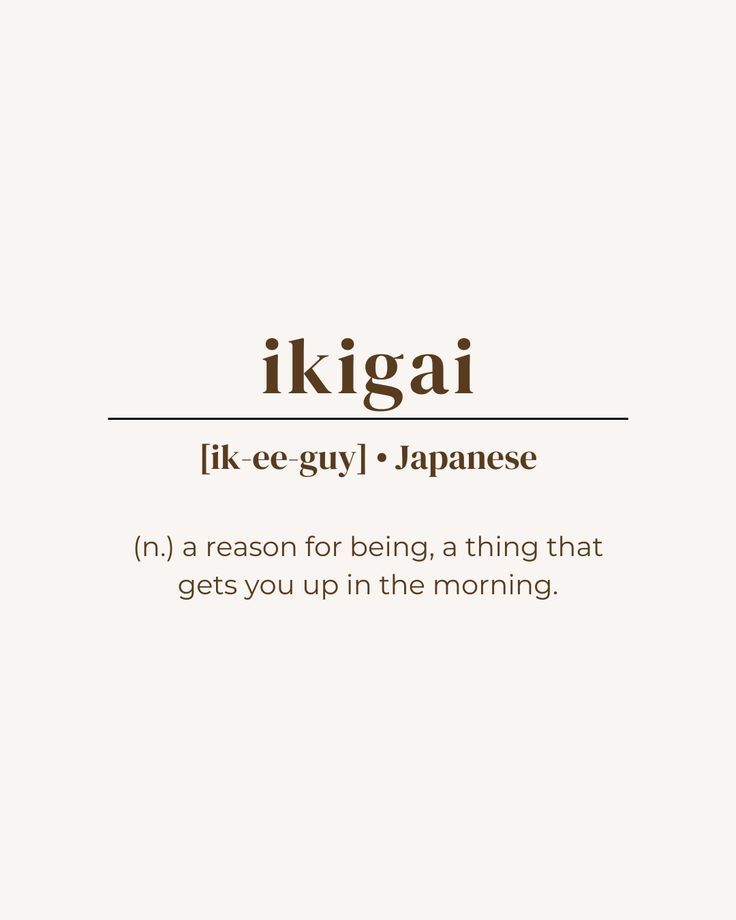 ikigai
[ik-ee-guy] • Japanese
(n.) a reason for being, a thing that
gets you up in the morning.